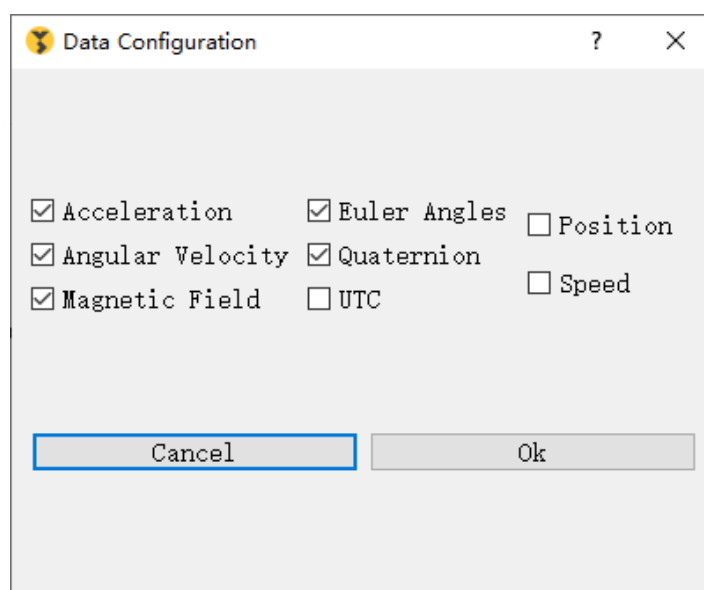 Data Configuration
?
Acceleration
Angular Velocity
Magnetic Field
Euler Angles
Quaternion
UTC
Position
Speed
Cancel
Ok